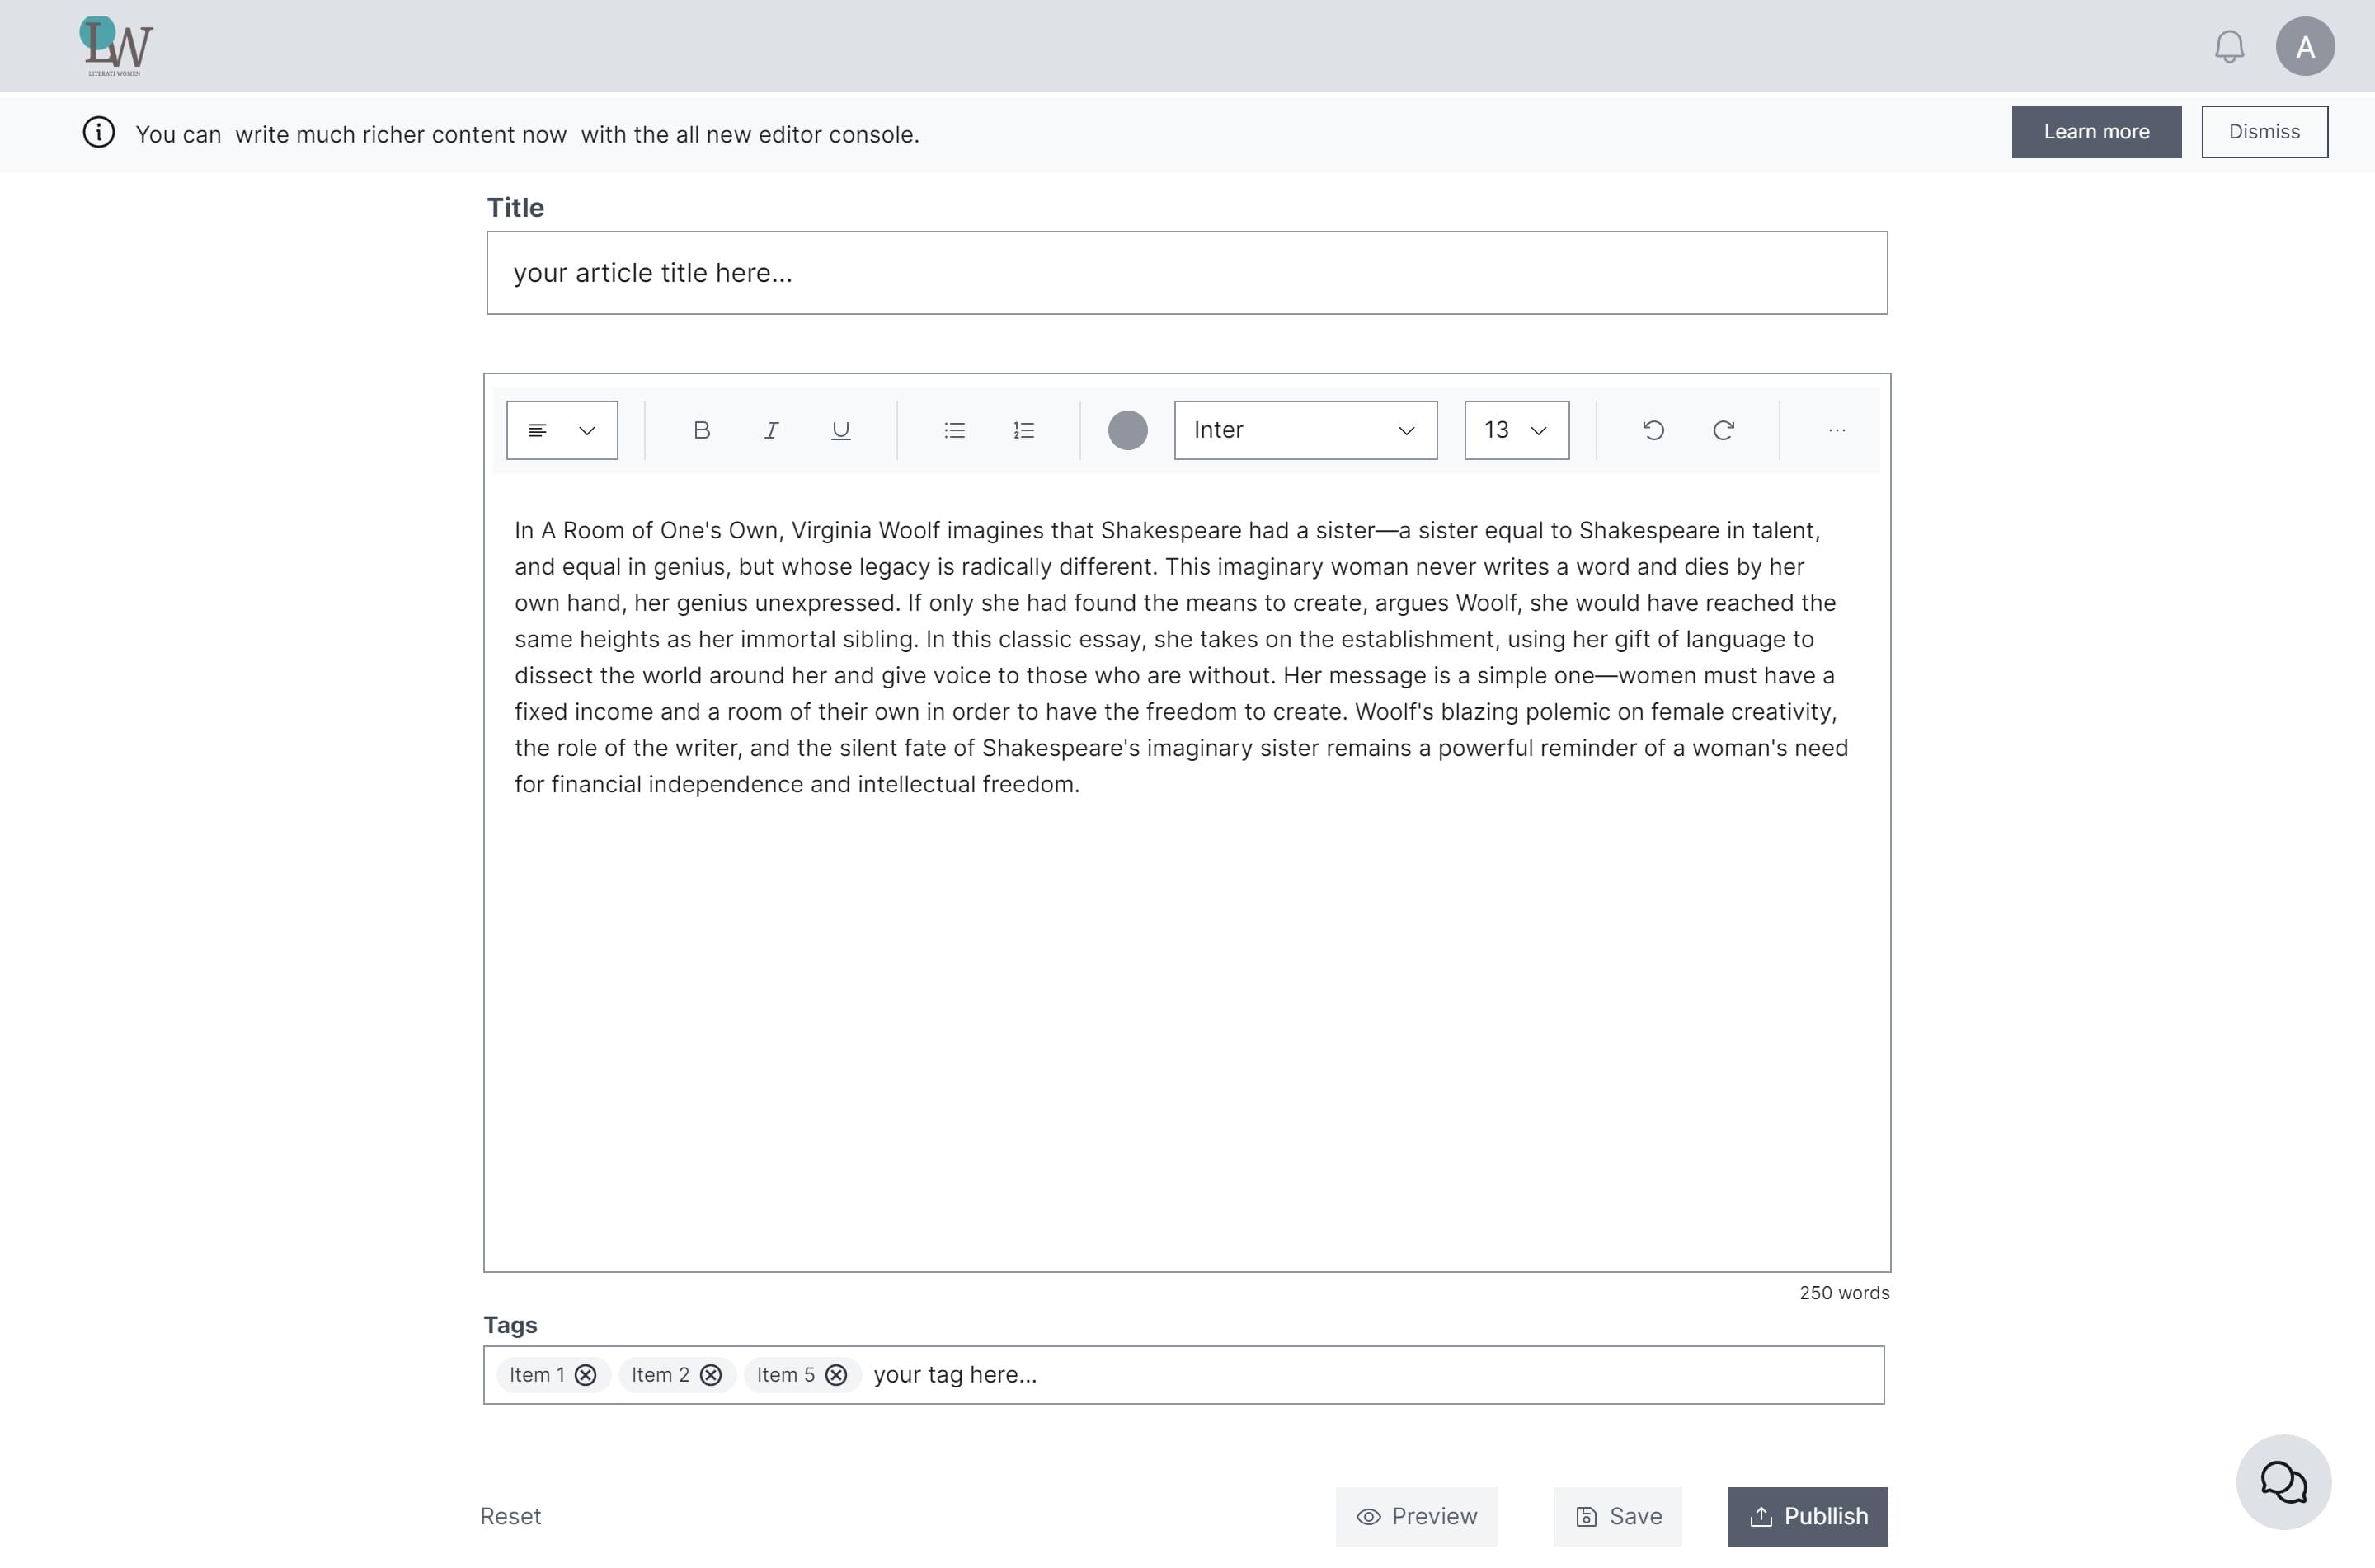 LW
LITERATI WOMEN
A
You can write much richer content now with the all new editor console.
Learn more
Dismiss
Title
your article title here...
B I U
Inter
13
...
In A Room of One's Own, Virginia Woolf imagines that Shakespeare had a sister—a sister equal to Shakespeare in talent,
and equal in genius, but whose legacy is radically different. This imaginary woman never writes a word and dies by her
own hand, her genius unexpressed. If only she had found the means to create, argues Woolf, she would have reached the
same heights as her immortal sibling. In this classic essay, she takes on the establishment, using her gift of language to
dissect the world around her and give voice to those who are without. Her message is a simple one—women must have a
fixed income and a room of their own in order to have the freedom to create. Woolf's blazing polemic on female creativity,
the role of the writer, and the silent fate of Shakespeare's imaginary sister remains a powerful reminder of a woman's need
for financial independence and intellectual freedom.
250 words
Tags
Item 1
Item 2
Item 5
your tag here...
Reset
Preview
Save
Publlish